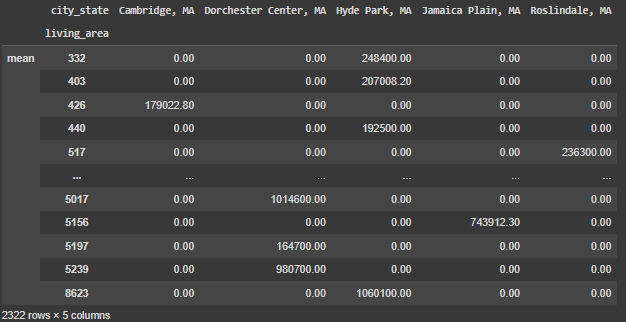 city_state Cambridge, MA Dorchester Center, MA Hyde Park, MA Jamaica Plain, MA Roslindale, MA
living_area
mean 332 0.00 0.00 248400.00 0.00 0.00
403 0.00 0.00 207008.20 0.00 0.00
426 179022.80 0.00 0.00 0.00 0.00
440 0.00 0.00 192500.00 0.00 0.00
517 0.00 0.00 0.00 0.00 236300.00
... ... ... ... ... ...
5017 0.00 1014600.00 0.00 0.00 0.00
5156 0.00 0.00 0.00 743912.30 0.00
5197 0.00 164700.00 0.00 0.00 0.00
5239 0.00 980700.00 0.00 0.00 0.00
8623 0.00 0.00 1060100.00 0.00 0.00
2322 rows × 5 columns